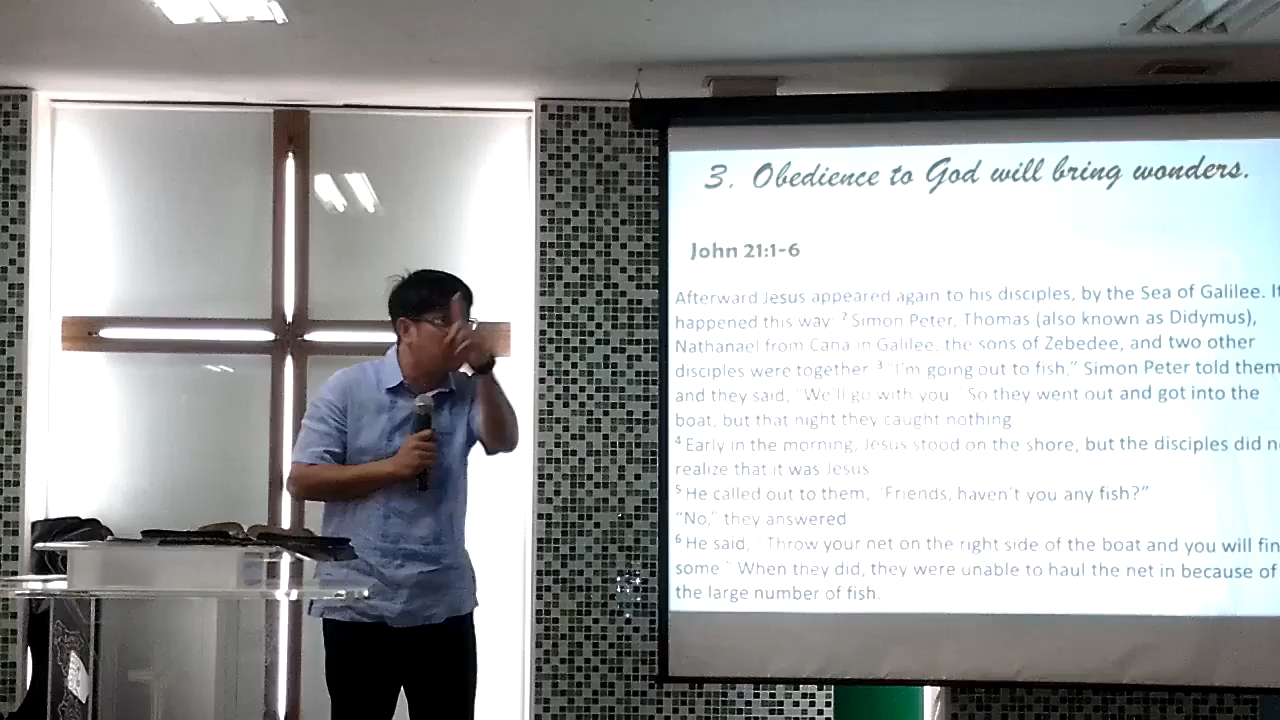 3. Obedience to God will bring wonders.
John 21:1-6
Afterward Jesus appeared again to his disciples, by the Sea of Galilee. It
happened this way: ² Simon Peter, Thomas (also known as Didymus),
Nathanael from Cana in Galilee, the sons of Zebedee, and two other
disciples were together ³ "I'm going out to fish," Simon Peter told them
and they said, "We'll go with you" So they went out and got into the
boat, but that night they caught nothing
⁴ Early in the morning, Jesus stood on the shore, but the disciples did
realize that it was Jesus
⁵ He called out to them, "Friends, haven't you any fish?"
"No," they answered
⁶ He said, "Throw your net on the right side of the boat and you will fin
some" When they did, they were unable to haul the net in because of
the large number of fish.